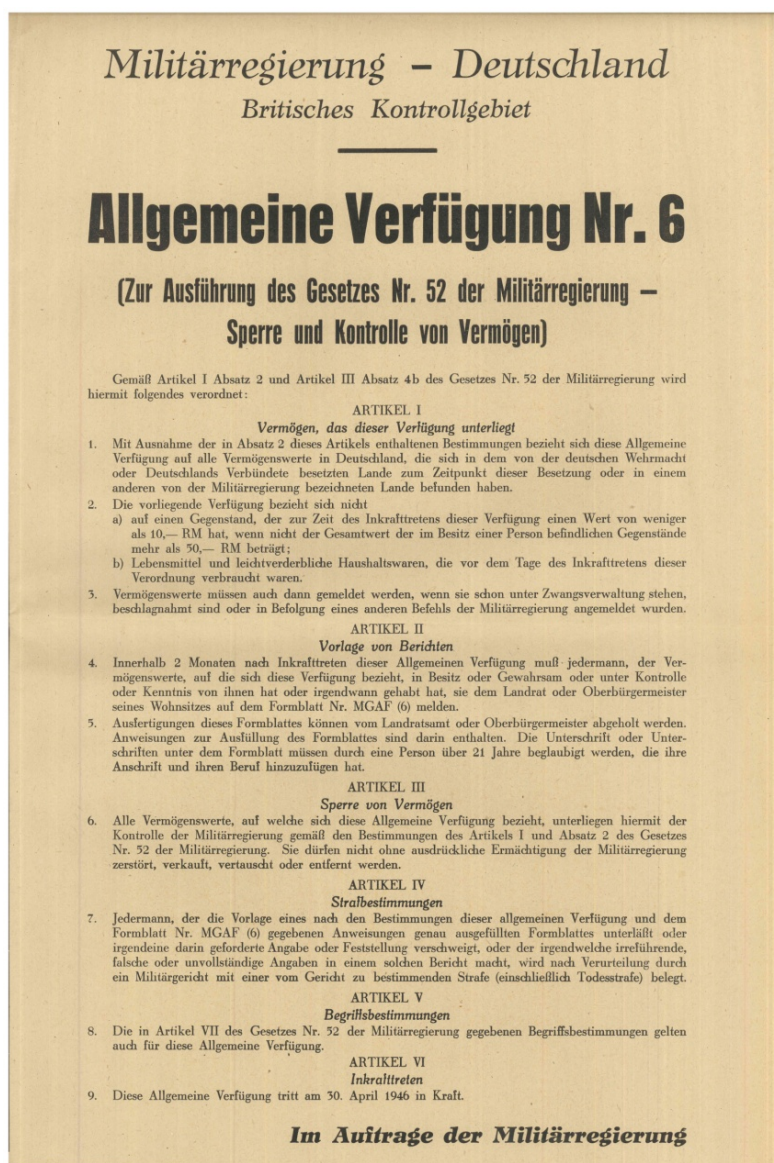 Militärregierung – Deutschland
Britisches Kontrollgebiet
Allgemeine Verfügung Nr. 6
(Zur Ausführung des Gesetzes Nr. 52 der Militärregierung –
Sperre und Kontrolle von Vermögen)
Gemäß Artikel I Absatz 2 und Artikel III Absatz 4b des Gesetzes Nr. 52 der Militärregierung wird
hiermit folgendes verordnet:
ARTIKEL I
Vermögen, das dieser Verfügung unterliegt
1. Mit Ausnahme der in Absatz 2 dieses Artikels enthaltenen Bestimmungen bezieht sich diese Allgemeine
Verfügung auf alle Vermögenswerte in Deutschland, die sich in dem von der deutschen Wehrmacht
oder Deutschlands Verbündete besetzten Lande zum Zeitpunkt dieser Besetzung oder in einem
anderen von der Militärregierung bezeichneten Lande befunden haben.
2. Die vorliegende Verfügung bezieht sich nicht
a) auf einen Gegenstand, der zur Zeit des Inkrafttretens dieser Verfügung einen Wert von weniger
als 10,— RM hat, wenn nicht der Gesamtwert der im Besitz einer Person befindlichen Gegenstände
mehr als 50,— RM beträgt;
b) Lebensmittel und leichtverderbliche Haushaltswaren, die vor dem Tage des Inkrafttretens dieser
Verordnung verbraucht waren.
3. Vermögenswerte müssen auch dann gemeldet werden, wenn sie schon unter Zwangsverwaltung stehen,
beschlagnahmt sind oder in Befolgung eines anderen Befehls der Militärregierung angemeldet wurden.
ARTIKEL II
Vorlage von Berichten
4. Innerhalb 2 Monaten nach Inkrafttreten dieser Allgemeinen Verfügung muß jedermann, der Ver-
mögenswerte, auf die sich diese Verfügung bezieht, in Besitz oder Gewahrsam oder unter Kontrolle
oder Kenntnis von ihnen hat oder irgendwann gehabt hat, sie dem Landrat oder Oberbürgermeister
seines Wohnsitzes auf dem Formblatt Nr. MGAF (6) melden.
5. Ausfertigungen dieses Formblattes können vom Landratsamt oder Oberbürgermeister abgeholt werden.
Anweisungen zur Ausfüllung des Formblattes sind darin enthalten. Die Unterschrift oder Unter-
schriften unter dem Formblatt müssen durch eine Person über 21 Jahre beglaubigt werden, die ihre
Anschrift und ihren Beruf hinzuzufügen hat.
ARTIKEL III
Sperre von Vermögen
6. Alle Vermögenswerte, auf welche sich diese Allgemeine Verfügung bezieht, unterliegen hiermit der
Kontrolle der Militärregierung gemäß den Bestimmungen des Artikels I und Absatz 2 des Gesetzes
Nr. 52 der Militärregierung. Sie dürfen nicht ohne ausdrückliche Ermächtigung der Militärregierung
zerstört, verkauft, vertauscht oder entfernt werden.
ARTIKEL IV
Strafbestimmungen
7. Jedermann, der die Vorlage eines nach den Bestimmungen dieser allgemeinen Verfügung und dem
Formblatt Nr. MGAF (6) gegebenen Anweisungen genau ausgefüllten Formblattes unterläßt oder
irgendeine darin geforderte Angabe oder Feststellung verschweigt, oder der irgendwelche irreführende,
falsche oder unvollständige Angaben in einem solchen Bericht macht, wird nach Verurteilung durch
ein Militärgericht mit einer vom Gericht zu bestimmenden Strafe (einschließlich Todesstrafe) belegt.
ARTIKEL V
Begriffsbestimmungen
8. Die in Artikel VII des Gesetzes Nr. 52 der Militärregierung gegebenen Begriffsbestimmungen gelten
auch für diese Allgemeine Verfügung.
ARTIKEL VI
Inkrafttreten
9. Diese Allgemeine Verfügung tritt am 30. April 1946 in Kraft.
Im Auftrage der Militärregierung